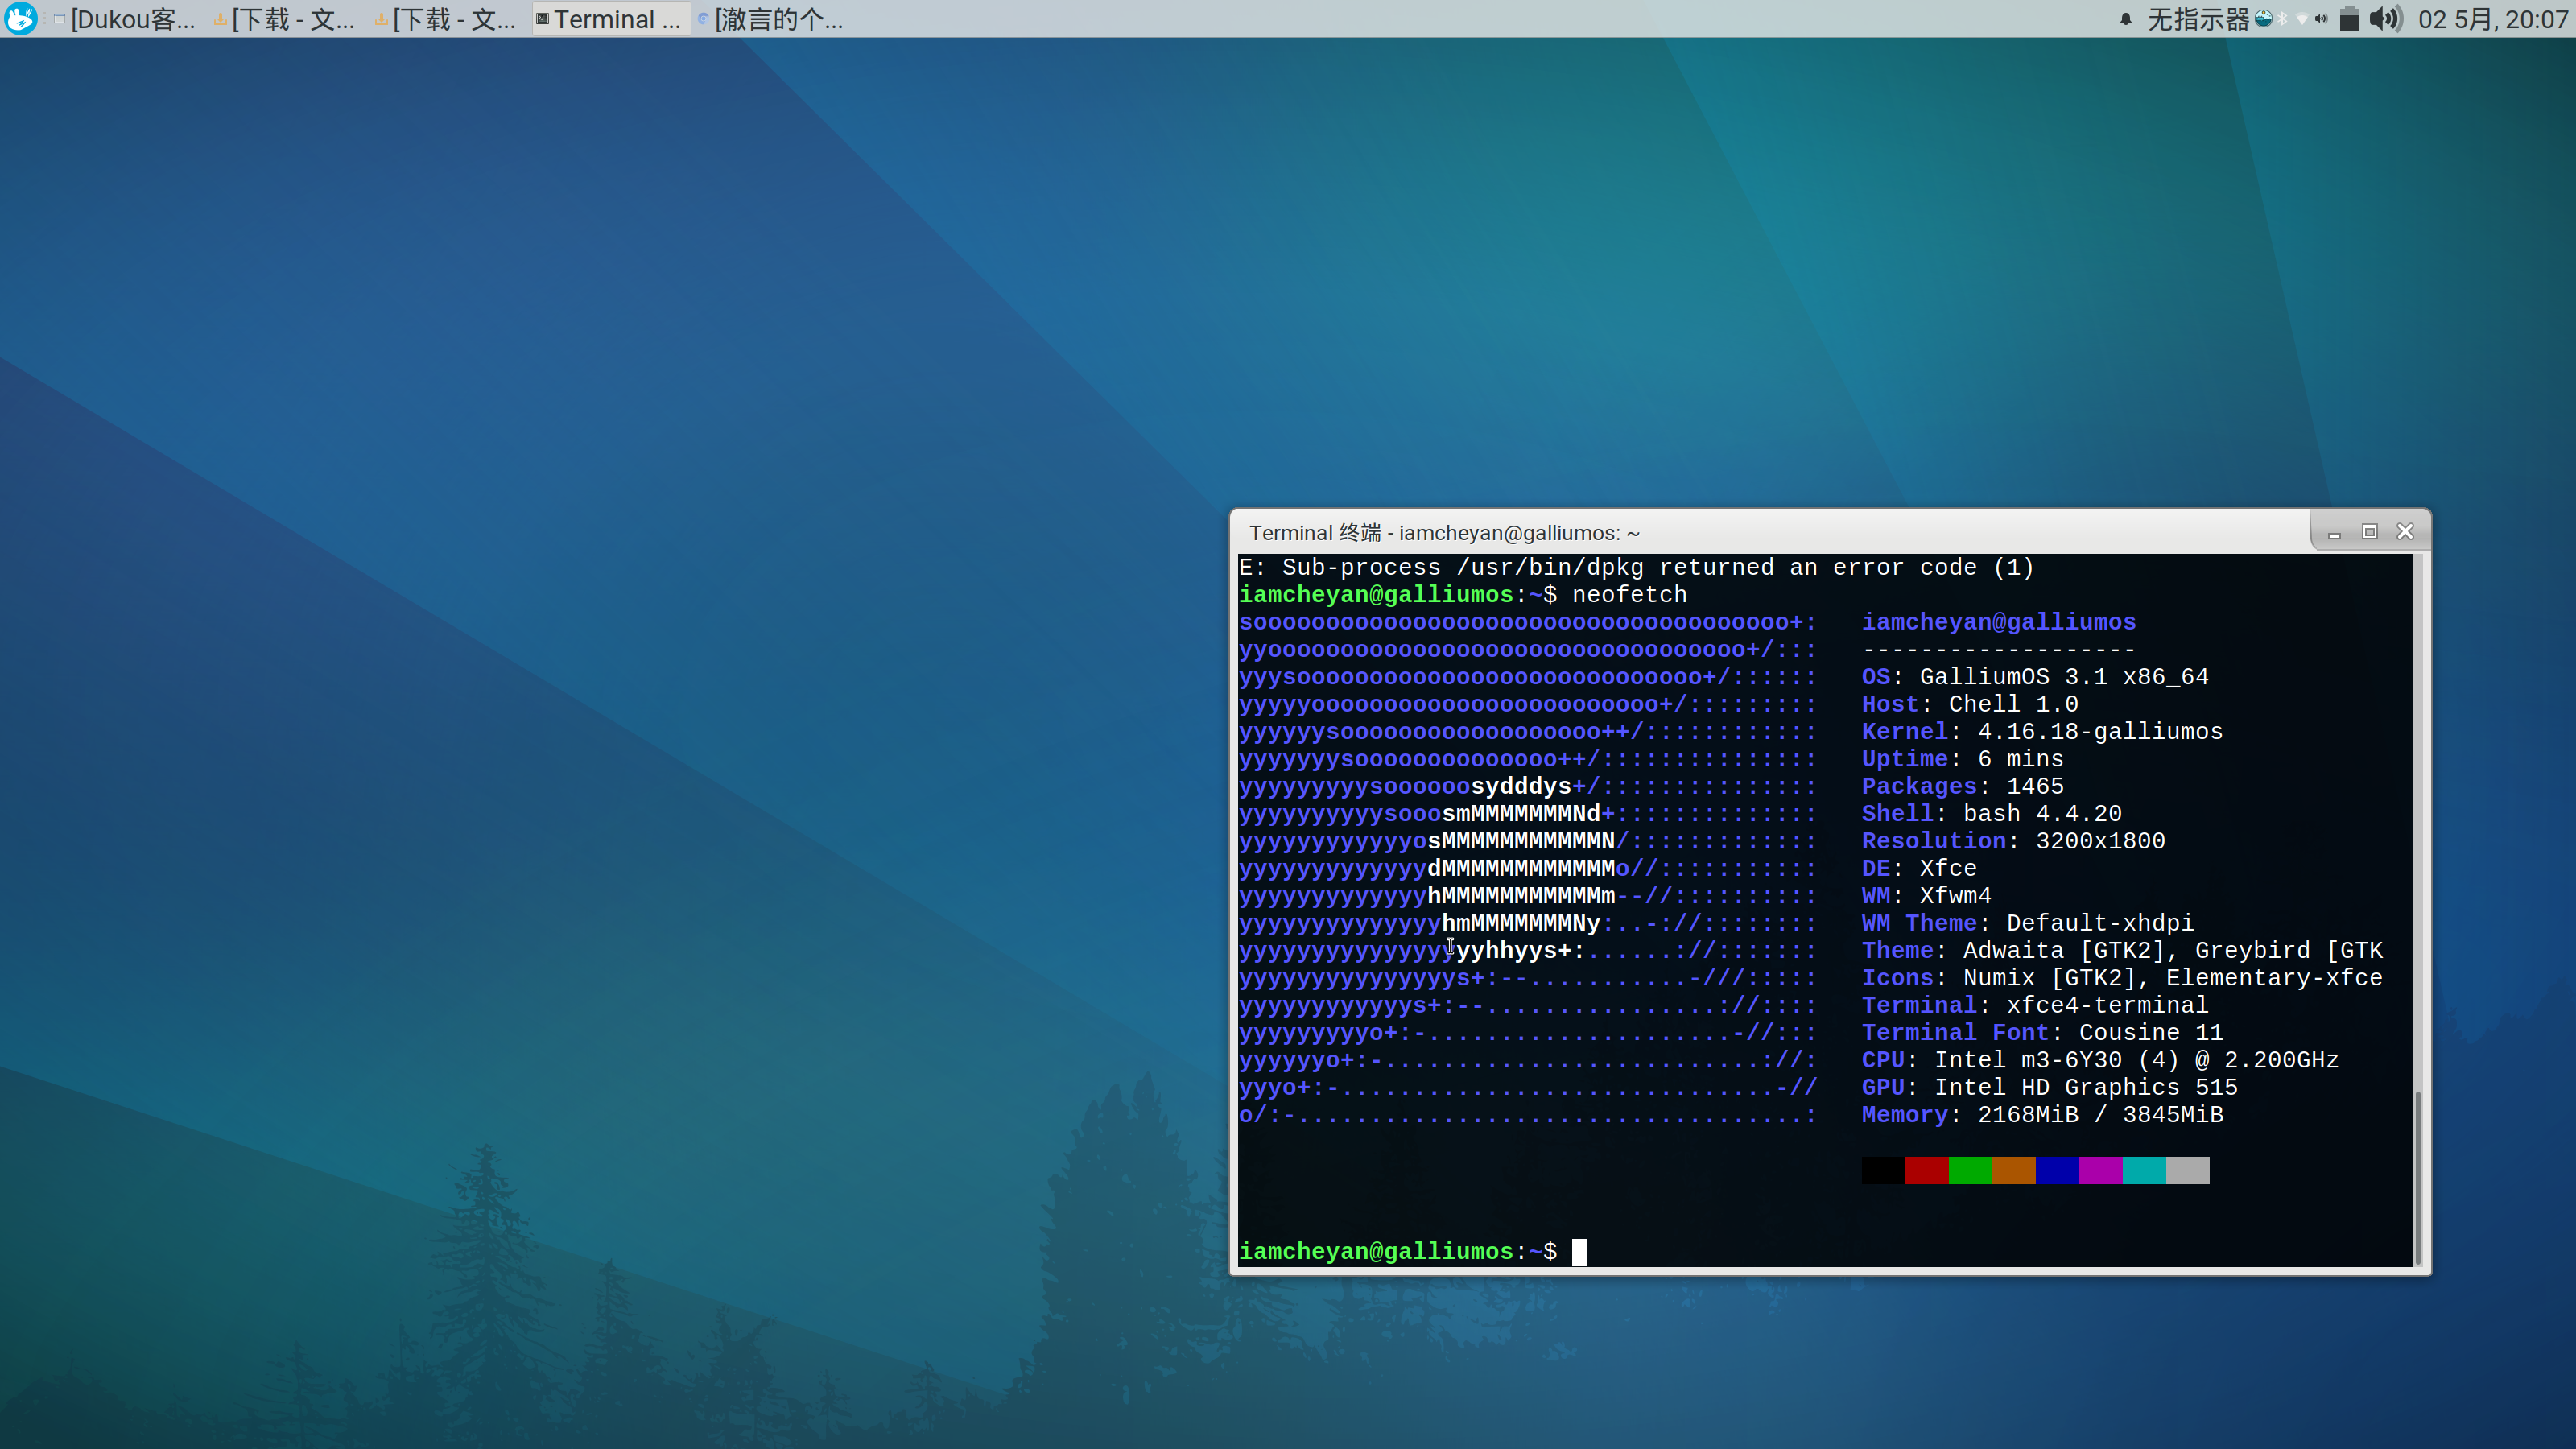 [Dukou客... [下载 - 文... [下载 - 文... Terminal ... [澈言的个... 无指示器 02 5月, 20:07
Terminal 终端 - iamcheyan@galliumos: ~
E: Sub-process /usr/bin/dpkg returned an error code (1)
iamcheyan@galliumos:~$ neofetch
sooooooooooooooooooooooooooooooooooooo+: iamcheyan@galliumos
yyooooooooooooooooooooooooooooooooo+/::: -------------------
yyysoooooooooooooooooooooooooooo+/:::::: OS: GalliumOS 3.1 x86_64
yyyyyoooooooooooooooooooooooo+/::::::::: Host: Chell 1.0
yyyyyysoooooooooooooooooo++/:::::::::::: Kernel: 4.16.18-galliumos
yyyyyyysoooooooooooooo++/::::::::::::::: Uptime: 6 mins
yyyyyyyyysoooooosydddys+/::::::::::::::: Packages: 1465
yyyyyyyyyysooosmMMMMMMMNd+:::::::::::::: Shell: bash 4.4.20
yyyyyyyyyyyyosMMMMMMMMMMMN/::::::::::::: Resolution: 3200x1800
yyyyyyyyyyyyydMMMMMMMMMMMMo//::::::::::: DE: Xfce
yyyyyyyyyyyyyhMMMMMMMMMMMm--//:::::::::: WM: Xfwm4
yyyyyyyyyyyyyyhmMMMMMMMNy:..-://:::::::: WM Theme: Default-xhdpi
yyyyyyyyyyyyyyyyyhhyys+:......://::::::: Theme: Adwaita [GTK2], Greybird [GTK
yyyyyyyyyyyyyyys+:--...........-///::::: Icons: Numix [GTK2], Elementary-xfce
yyyyyyyyyyyys+:--................://:::: Terminal: xfce4-terminal
yyyyyyyyyo+:-.....................-//::: Terminal Font: Cousine 11
yyyyyyo+:-..........................://: CPU: Intel m3-6Y30 (4) @ 2.200GHz
yyyo+:-..............................-// GPU: Intel HD Graphics 515
o/:-...................................: Memory: 2168MiB / 3845MiB
iamcheyan@galliumos:~$